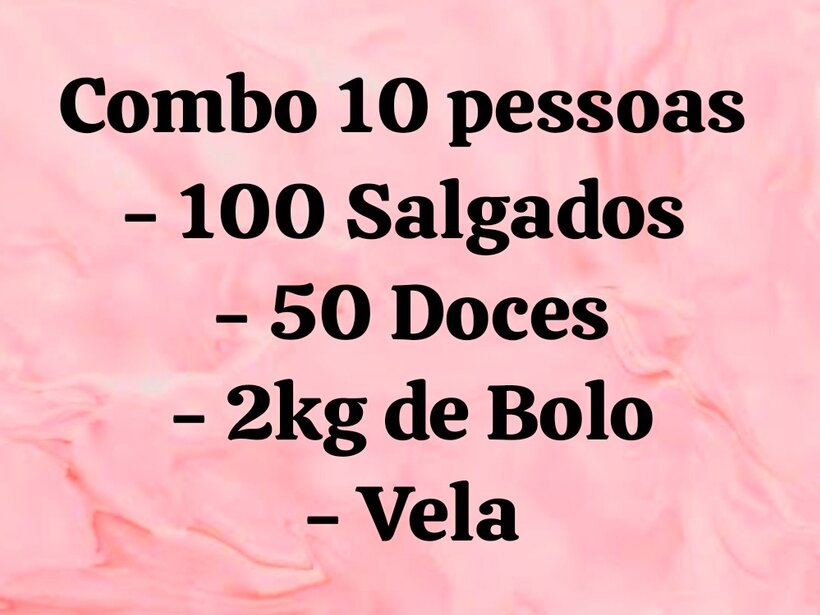 Combo 10 pessoas
- 100 Salgados
- 50 Doces
- 2kg de Bolo
- Vela